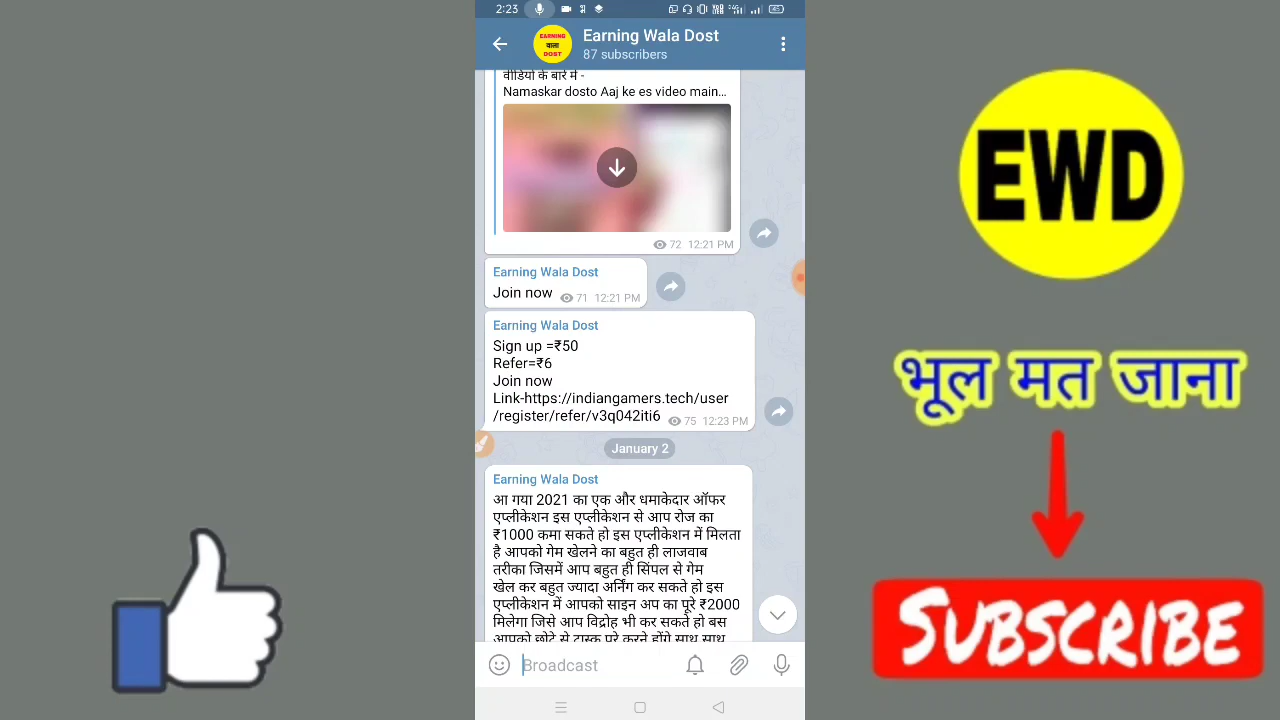 2:23
45
Earning Wala Dost
87 subscribers
वीडियो के बारे में -
Namaskar dosto Aaj ke es video main...
72 12:21 PM
Earning Wala Dost
Join now 71 12:21 PM
Earning Wala Dost
Sign up =₹50
Refer=₹6
Join now
Link-https://indiangamers.tech/user
/register/refer/v3q042iti6 75 12:23 PM
January 2
Earning Wala Dost
आ गया 2021 का एक और धमाकेदार ऑफर
एप्लीकेशन इस एप्लीकेशन से आप रोज का
₹1000 कमा सकते हो इस एप्लीकेशन में मिलता
है आपको गेम खेलने का बहुत ही लाजवाब
तरीका जिसमें आप बहुत ही सिंपल से गेम
खेल कर बहुत ज्यादा अर्निंग कर सकते हो इस
एप्लीकेशन में आपको साइन अप का पूरे ₹2000
मिलेगा जिसे आप विद्रोह भी कर सकते हो बस
आपको छोटे से टास्क पूरे करने होंगे साथ साथ
Broadcast
EARNING
वाला
DOST
EWD
भूल मत जाना
SUBSCRIBE